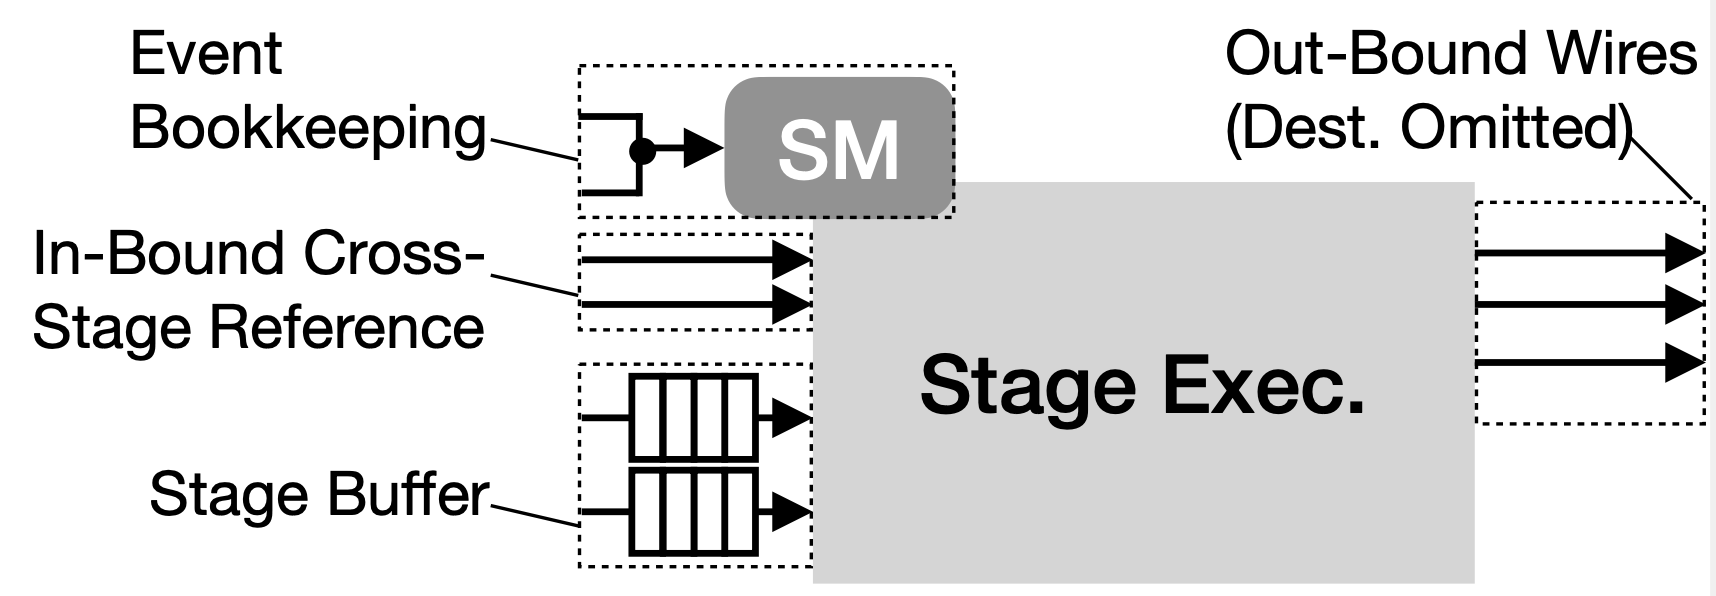 Event
Bookkeeping
SM
Out-Bound Wires
(Dest. Omitted)
In-Bound Cross-
Stage Reference
Stage Exec.
Stage Buffer